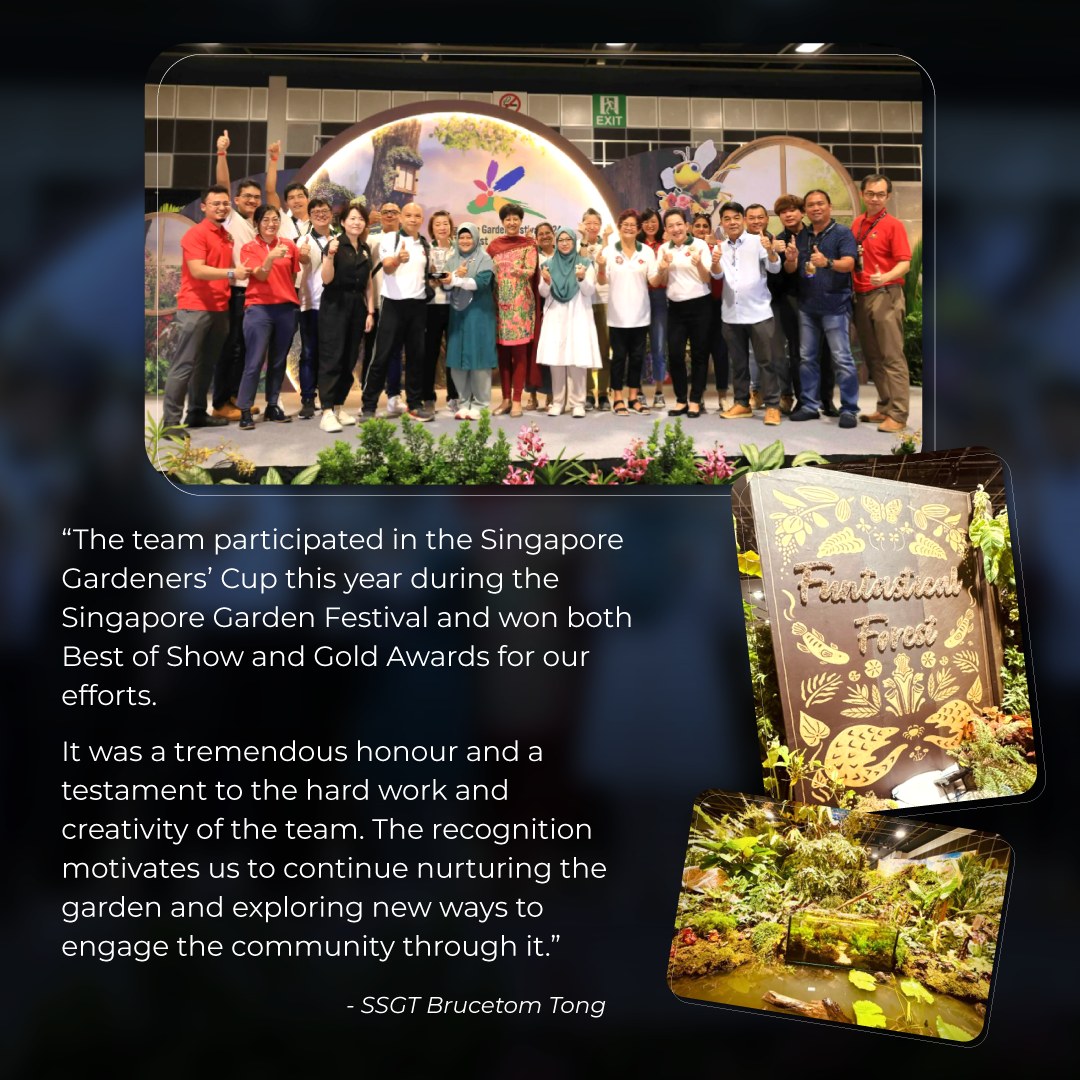 EXIT
“The team participated in the Singapore
Gardeners’ Cup this year during the
Singapore Garden Festival and won both
Best of Show and Gold Awards for our
efforts.
It was a tremendous honour and a
testament to the hard work and
creativity of the team. The recognition
motivates us to continue nurturing the
garden and exploring new ways to
engage the community through it.”
- SSGT Brucetom Tong
Funtastical
Forest